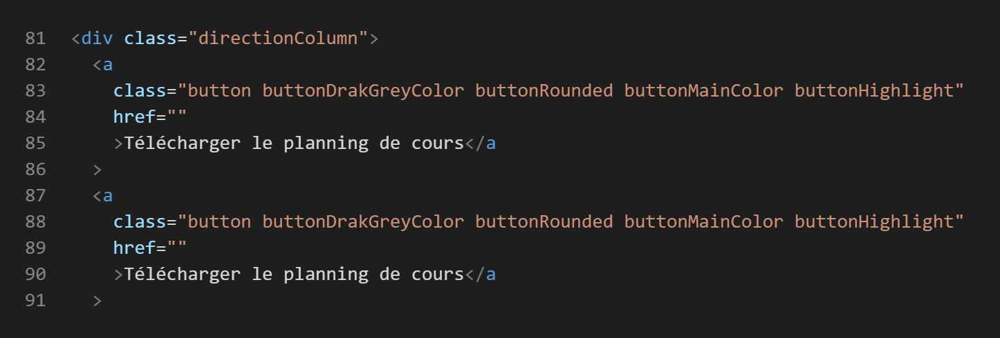 81 <div class="directionColumn">
82 <a
83 class="button buttonDrakGreyColor buttonRounded buttonMainColor buttonHighlight"
84 href=""
85 >Télécharger le planning de cours</a
86 >
87 <a
88 class="button buttonDrakGreyColor buttonRounded buttonMainColor buttonHighlight"
89 href=""
90 >Télécharger le planning de cours</a
91 >